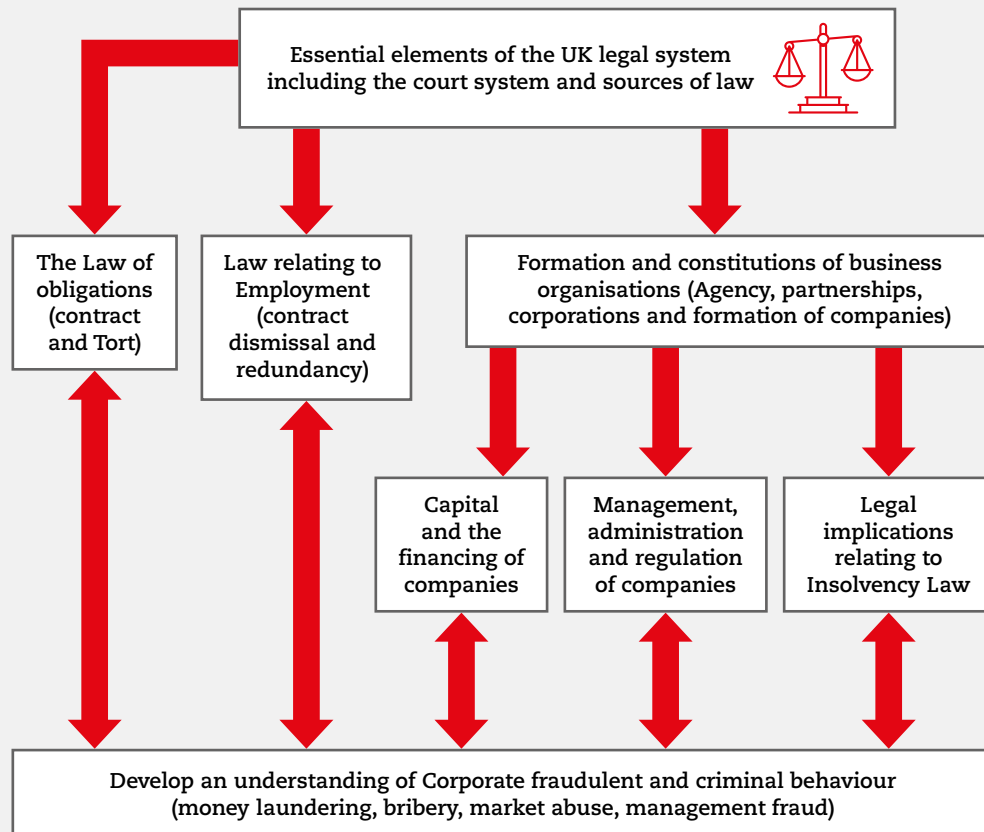 Essential elements of the UK legal system
including the court system and sources of law
The Law of
obligations
(contract
and Tort)
Law relating to
Employment
(contract
dismissal and
redundancy)
Formation and constitutions of business
organisations (Agency, partnerships,
corporations and formation of companies)
Capital
and the
financing of
companies
Management,
administration
and regulation
of companies
Legal
implications
relating to
Insolvency Law
Develop an understanding of Corporate fraudulent and criminal behaviour
(money laundering, bribery, market abuse, management fraud)